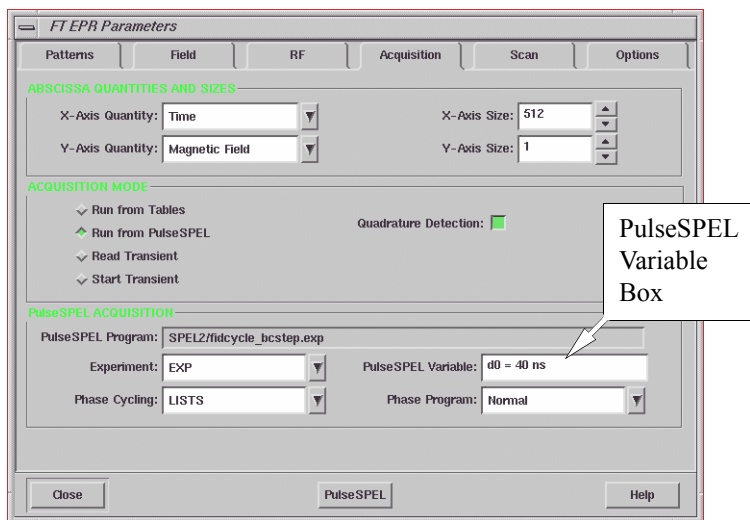 FT EPR Parameters
Patterns Field RF Acquisition Scan Options
ABSCISSA QUANTITIES AND SIZES
X-Axis Quantity: Time X-Axis Size: 512
Y-Axis Quantity: Magnetic Field Y-Axis Size: 1
ACQUISITION MODE
Run from Tables
Run from PulseSPEL
Quadrature Detection:
Read Transient
Start Transient
PulseSPEL
Variable
Box
PulseSPEL ACQUISITION
PulseSPEL Program: SPEL2/fidcycle_bcstep.exp
Experiment: EXP PulseSPEL Variable: d0 = 40 ns
Phase Cycling: LISTS Phase Program: Normal
Close PulseSPEL Help